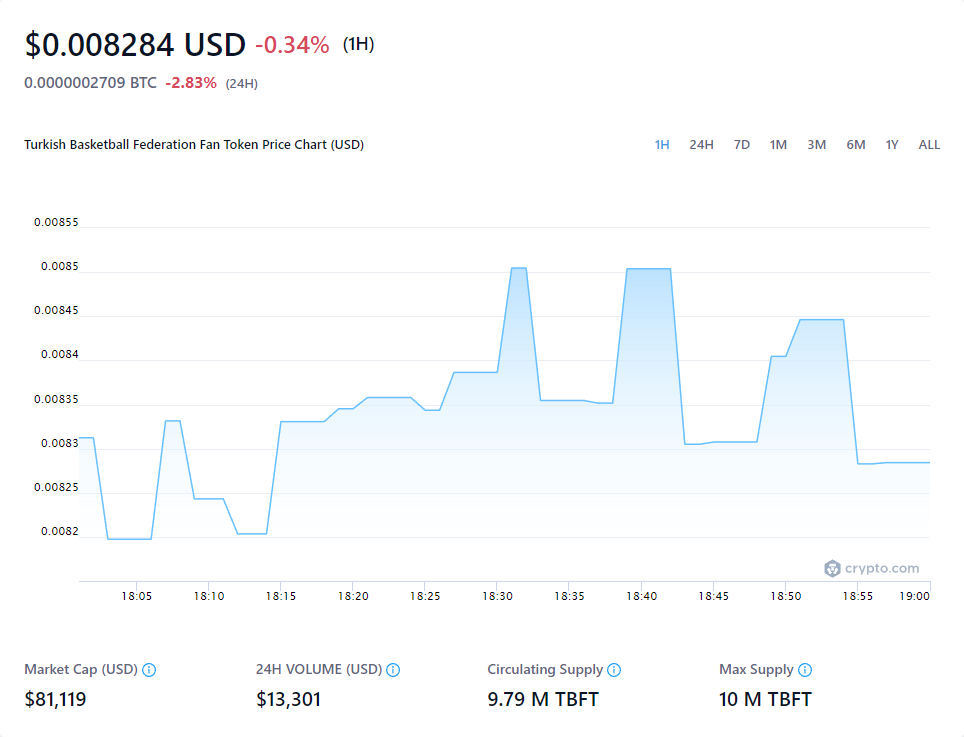 $0.008284 USD -0.34% (1H)
0.0000002709 BTC -2.83% (24H)
Turkish Basketball Federation Fan Token Price Chart (USD) 1H 24H 7D 1M 3M 6M 1Y ALL
0.00855
0.0085
0.00845
0.0084
0.00835
0.0083
0.00825
0.0082
crypto.com
18:05 18:10 18:15 18:20 18:25 18:30 18:35 18:40 18:45 18:50 18:55 19:00
Market Cap (USD) 24H VOLUME (USD) Circulating Supply Max Supply
$81,119 $13,301 9.79 M TBFT 10 M TBFT